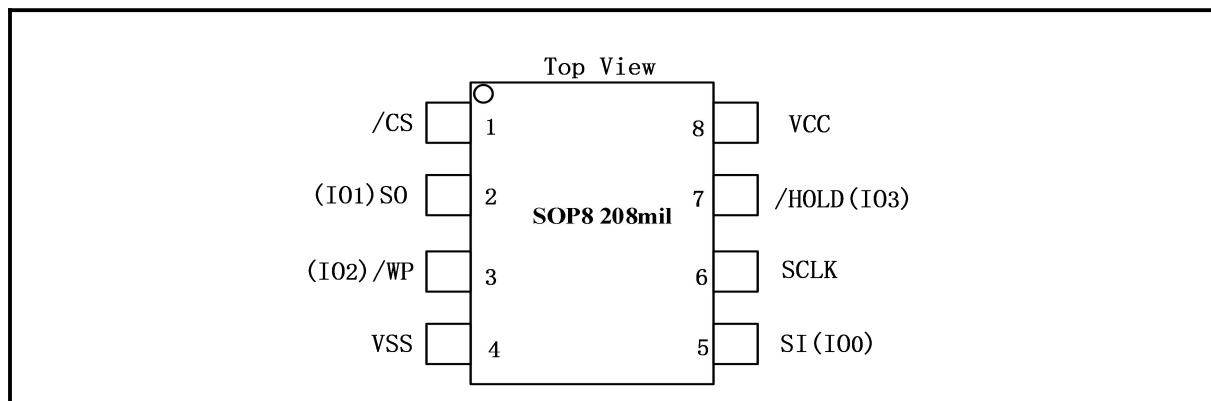 Top View
/CS 1 8 VCC
(IO1)SO 2 7 /HOLD(IO3)
SOP8 208mil
(IO2)/WP 3 6 SCLK
VSS 4 5 SI(IO0)